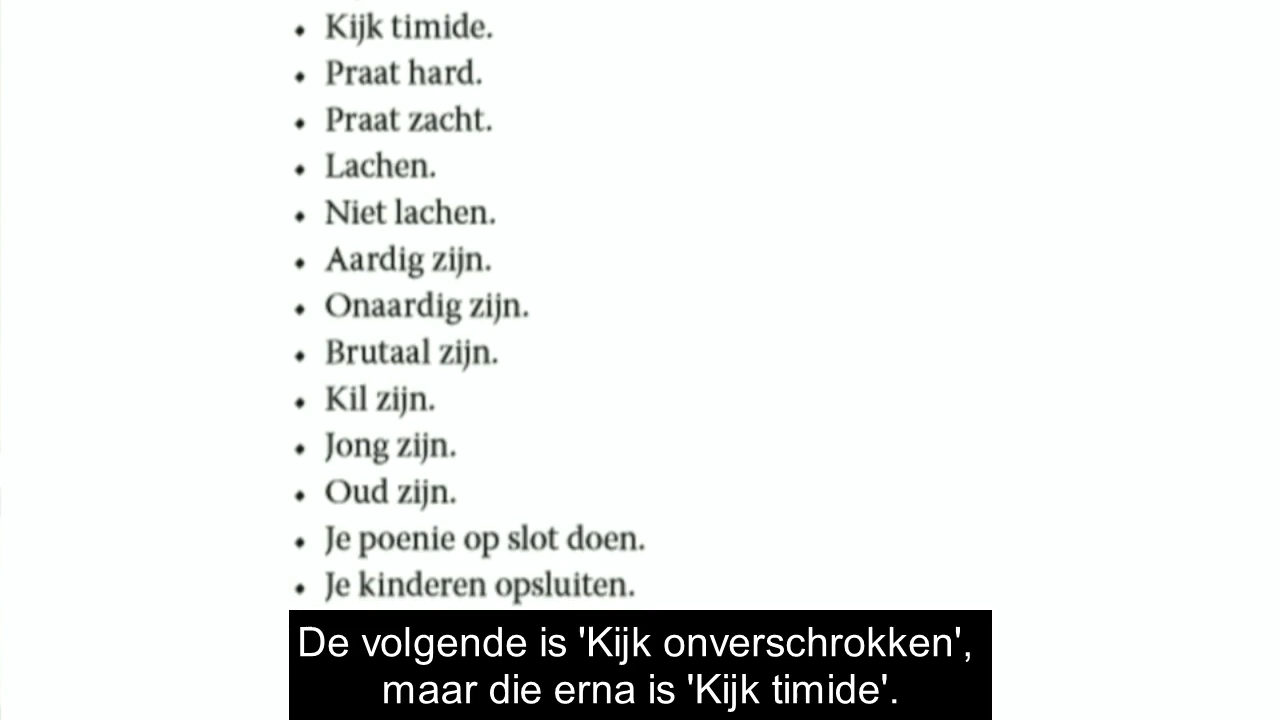 • Kijk timide.
• Praat hard.
• Praat zacht.
• Lachen.
• Niet lachen.
• Aardig zijn.
• Onaardig zijn.
• Brutaal zijn.
• Kil zijn.
• Jong zijn.
• Oud zijn.
• Je poenie op slot doen.
• Je kinderen opsluiten.
De volgende is 'Kijk onverschrokken',
maar die erna is 'Kijk timide'.